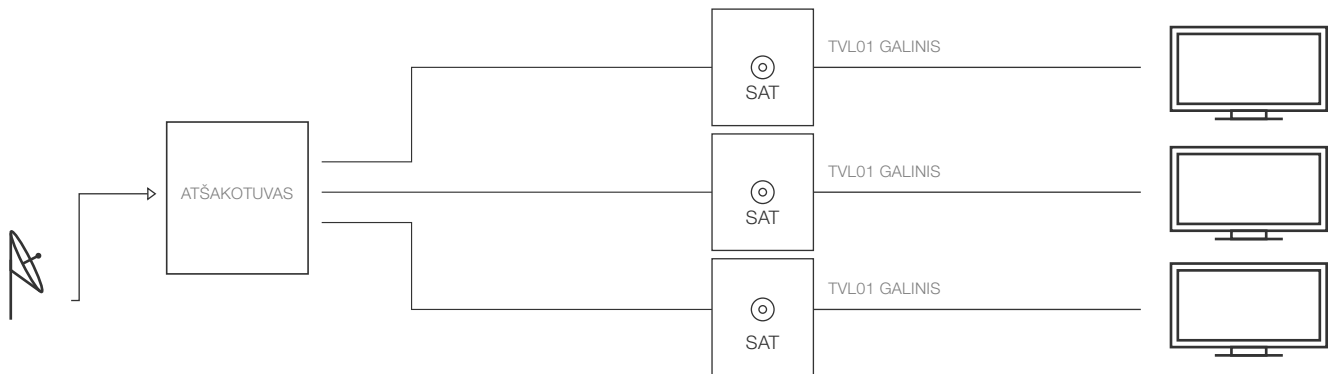 TVL01 GALINIS
SAT
ATŠAKOTUVAS
TVL01 GALINIS
SAT
TVL01 GALINIS
SAT